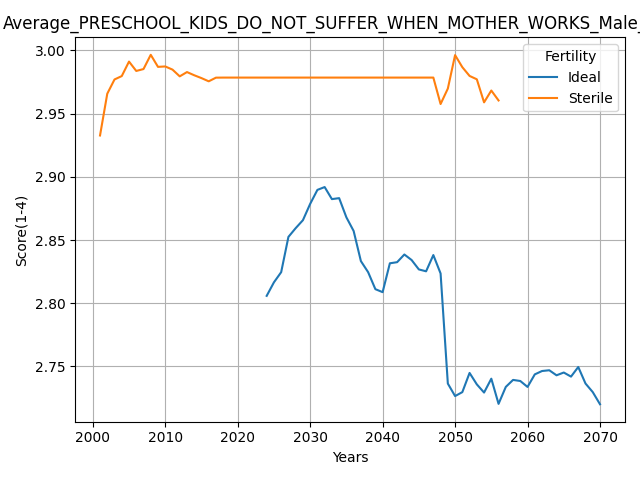 Average_PRESCHOOL_KIDS_DO_NOT_SUFFER_WHEN_MOTHER_WORKS_Male_
3.00
2.95
2.90
2.85
2.80
2.75
Score(1-4)
Fertility
Ideal
Sterile
2000 2010 2020 2030 2040 2050 2060 2070
Years